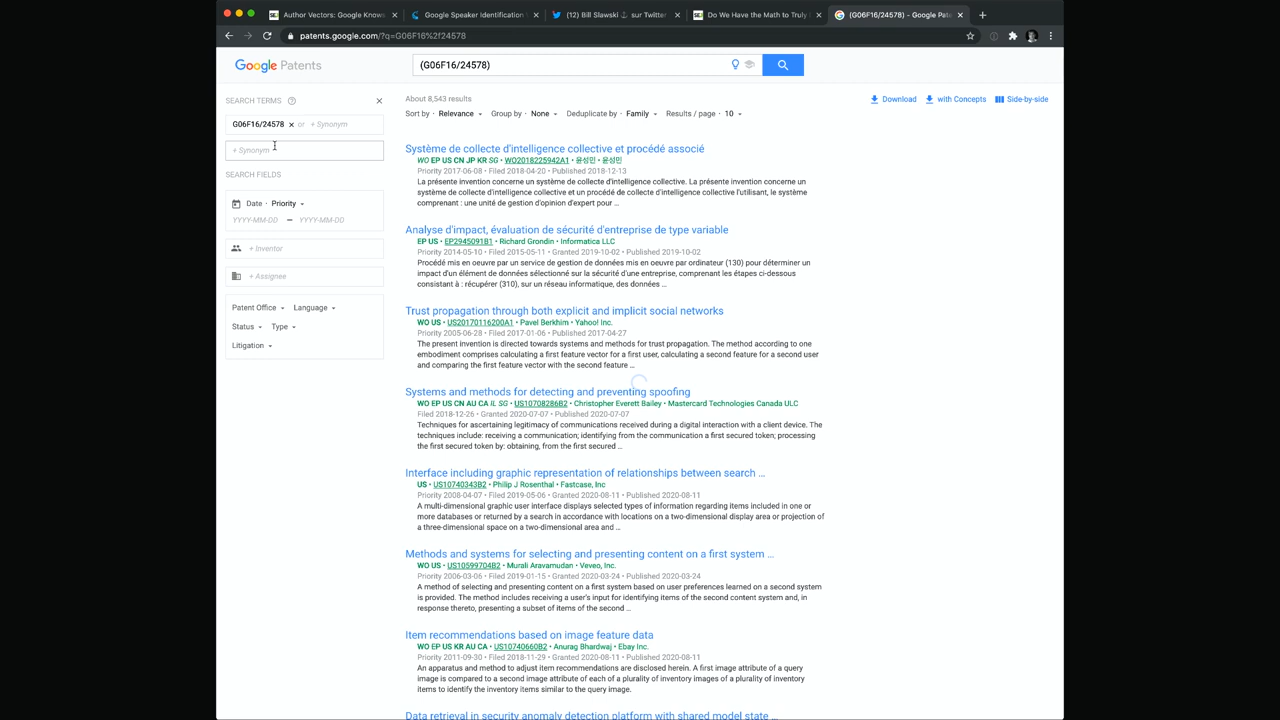 Author Vectors: Google Knows
Google Speaker Identification
(12) Bill Slawski ⚓ sur Twitter
Do We Have the Math to Truly
(G06F16/24578) - Google Pate
patents.google.com/?q=G06F16%2f24578
Google Patents
(G06F16/24578)
SEARCH TERMS
G06F16/24578 × or + Synonym
+ Synonym
SEARCH FIELDS
Date · Priority
YYYY-MM-DD – YYYY-MM-DD
+ Inventor
+ Assignee
Patent Office Language
Status Type
Litigation
About 8,543 results
Download with Concepts Side-by-side
Sort by · Relevance Group by · None Deduplicate by · Family Results / page · 10
Système de collecte d'intelligence collective et procédé associé
WO EP US CN JP KR SG • WO2018225942A1 • 윤성민 • 윤성민
Priority 2017-06-08 • Filed 2018-04-20 • Published 2018-12-13
La présente invention concerne un système de collecte d'intelligence collective. La présente invention concerne un
système de collecte d'intelligence collective et un procédé de collecte d'intelligence collective l'utilisant, le système
comprenant : une unité de gestion d'opinion d'expert pour ...
Analyse d'impact, évaluation de sécurité d'entreprise de type variable
EP US • EP2945091B1 • Richard Grondin • Informatica LLC
Priority 2014-05-10 • Filed 2015-05-11 • Granted 2019-10-02 • Published 2019-10-02
Procédé mis en oeuvre par un service de gestion de données mis en oeuvre par ordinateur (130) pour déterminer un
impact d'un élément de données sélectionné sur la sécurité d'une entreprise, comprenant les étapes ci-dessous
consistant à : récupérer (310), sur un réseau informatique, des données ...
Trust propagation through both explicit and implicit social networks
WO US • US20170116200A1 • Pavel Berkhim • Yahoo! Inc.
Priority 2005-06-28 • Filed 2017-01-06 • Published 2017-04-27
The present invention is directed towards systems and methods for trust propagation. The method according to one
embodiment comprises calculating a first feature vector for a first user, calculating a second feature for a second user
and comparing the first feature vector with the second feature ...
Systems and methods for detecting and preventing spoofing
WO EP US CN AU CA IL SG • US10708286B2 • Christopher Everett Bailey • Mastercard Technologies Canada ULC
Filed 2018-12-26 • Granted 2020-07-07 • Published 2020-07-07
Techniques for ascertaining legitimacy of communications received during a digital interaction with a client device. The
techniques include: receiving a communication; identifying from the communication a first secured token; processing
the first secured token by: obtaining, from the first secured ...
Interface including graphic representation of relationships between search ...
US • US10740343B2 • Philip J Rosenthal • Fastcase, Inc
Priority 2008-04-07 • Filed 2019-05-06 • Granted 2020-08-11 • Published 2020-08-11
A multi-dimensional graphic user interface displays selected types of information regarding items included in one or
more databases or returned by a search in accordance with locations on a two-dimensional display area or projection of
a three-dimensional space on a two-dimensional area and ...
Methods and systems for selecting and presenting content on a first system ...
WO US • US10599704B2 • Murali Aravamudan • Veveo, Inc.
Priority 2006-03-06 • Filed 2019-01-15 • Granted 2020-03-24 • Published 2020-03-24
A method of selecting and presenting content on a first system based on user preferences learned on a second system
is provided. The method includes receiving a user's input for identifying items of the second content system and, in
response thereto, presenting a subset of items of the second ...
Item recommendations based on image feature data
WO EP US KR AU CA • US10740660B2 • Anurag Bhardwaj • Ebay Inc.
Priority 2011-09-30 • Filed 2018-11-29 • Granted 2020-08-11 • Published 2020-08-11
An apparatus and method to adjust item recommendations are disclosed herein. A first image attribute of a query
image is compared to a second image attribute of each of a plurality of inventory images of a plurality of inventory
items to identify the inventory items similar to the query image.
Data retrieval in security anomaly detection platform with shared model state ...